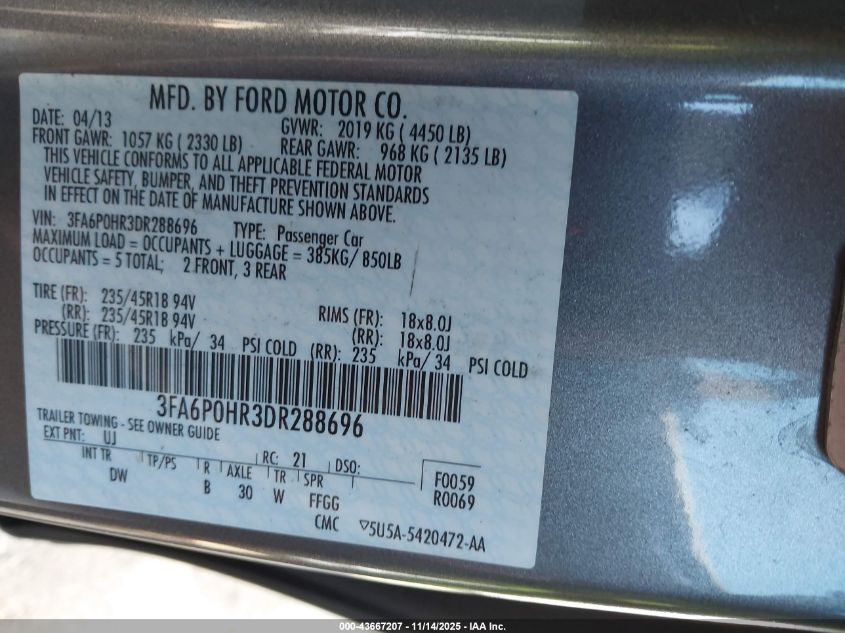 MFD. BY FORD MOTOR CO.
DATE: 04/13 GVWR: 2019 KG ( 4450 LB)
FRONT GAWR: 1057 KG ( 2330 LB) REAR GAWR: 968 KG ( 2135 LB)
THIS VEHICLE CONFORMS TO ALL APPLICABLE FEDERAL MOTOR
VEHICLE SAFETY, BUMPER, AND THEFT PREVENTION STANDARDS
IN EFFECT ON THE DATE OF MANUFACTURE SHOWN ABOVE.
VIN: 3FA6P0HR3DR288696 TYPE: Passenger Car
MAXIMUM LOAD = OCCUPANTS + LUGGAGE = 385KG/ 850LB
OCCUPANTS = 5 TOTAL; 2 FRONT, 3 REAR
TIRE (FR): 235/45R18 94V RIMS (FR): 18x8.0J
(RR): 235/45R18 94V (RR): 18x8.0J
PRESSURE (FR): 235 kPa/ 34 PSI COLD (RR): 235 kPa/ 34 PSI COLD
3FA6P0HR3DR288696
TRAILER TOWING - SEE OWNER GUIDE
EXT PNT: UJ RC: 21 DSO: F0059
INT TR TP/PS R AXLE TR SPR R0069
DW B 30 W FFGG
CMC ▽5U5A-5420472-AA
000-43667207 - 11/14/2025 - IAA Inc.